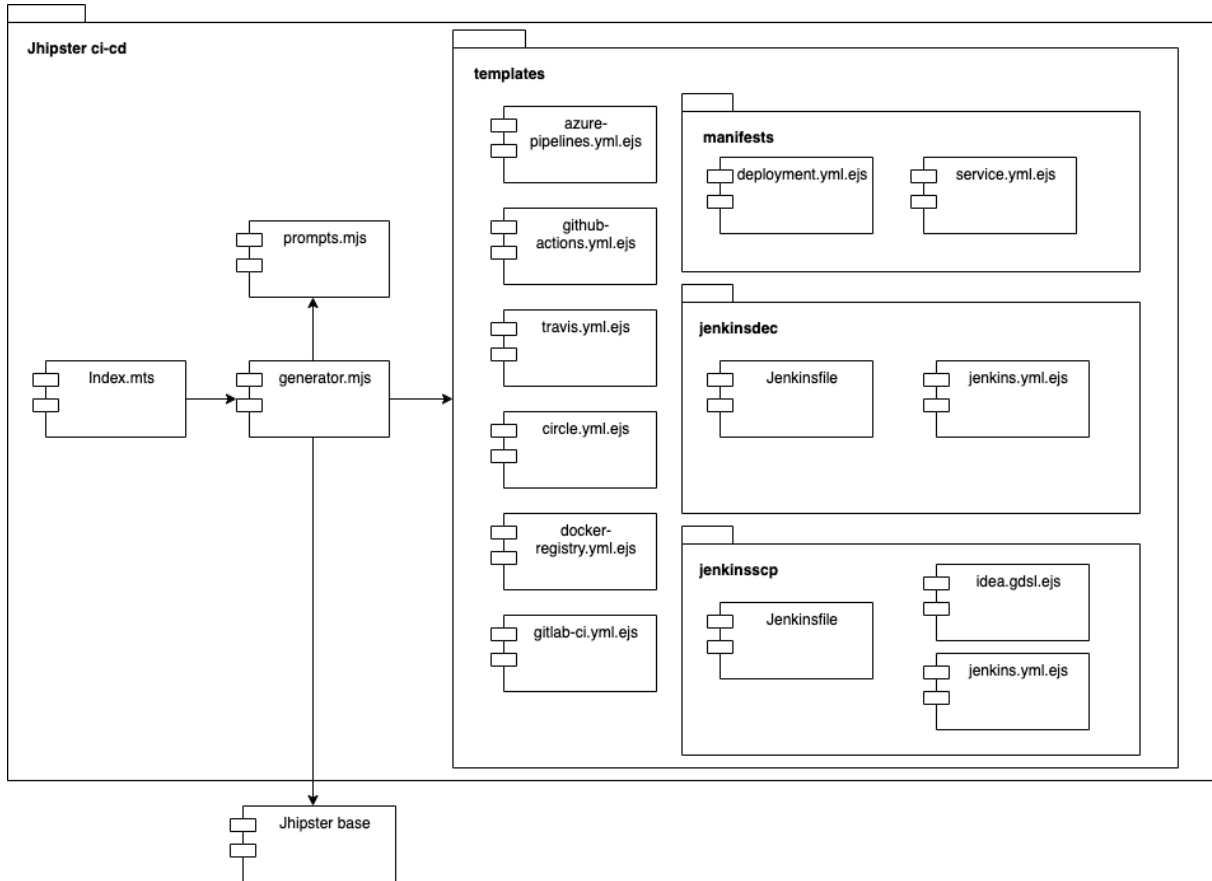 Jhipster ci-cd
templates
azure-
pipelines.yml.ejs
github-
actions.yml.ejs
travis.yml.ejs
circle.yml.ejs
docker-
registry.yml.ejs
gitlab-ci.yml.ejs
manifests
deployment.yml.ejs
service.yml.ejs
jenkinsdec
Jenkinsfile
jenkins.yml.ejs
jenkinsscp
Jenkinsfile
idea.gdsl.ejs
jenkins.yml.ejs
prompts.mjs
Index.mts
generator.mjs
Jhipster base